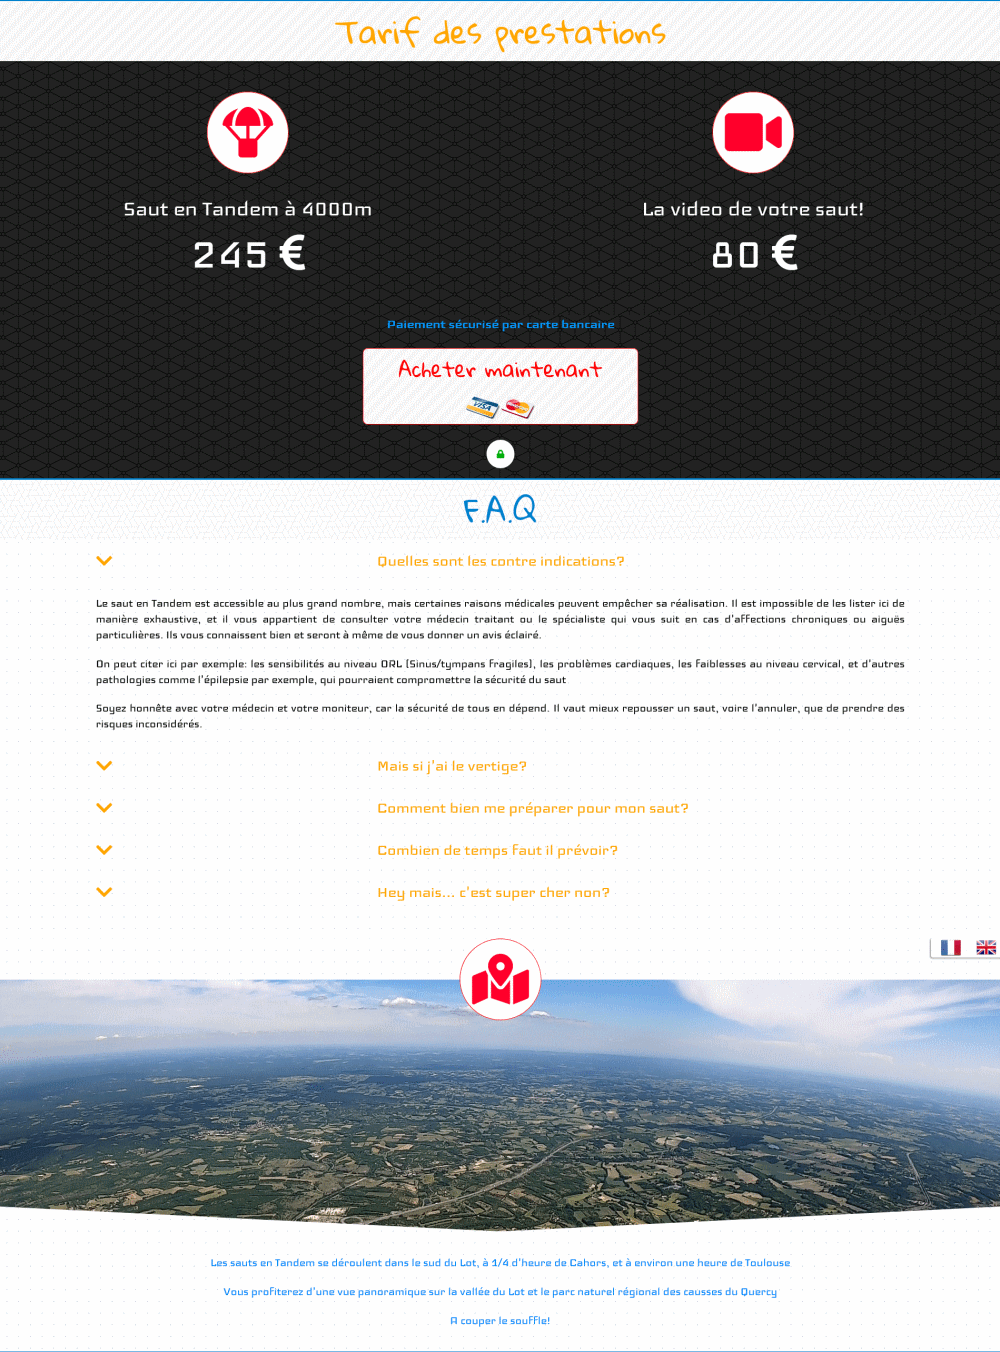 Tarif des prestations
Saut en Tandem à 4000m
245 €
La video de votre saut!
80 €
Paiement sécurisé par carte bancaire
Acheter maintenant
VISA
F.A.Q
Quelles sont les contre indications?
Le saut en Tandem est accessible au plus grand nombre, mais certaines raisons médicales peuvent empêcher sa réalisation. Il est impossible de les lister ici de
manière exhaustive, et il vous appartient de consulter votre médecin traitant ou le spécialiste qui vous suit en cas d'affections chroniques ou aiguës
particulières. Ils vous connaissent bien et seront à même de vous donner un avis éclairé.
On peut citer ici par exemple: les sensibilités au niveau ORL (Sinus/tympans fragiles), les problèmes cardiaques, les faiblesses au niveau cervical, et d'autres
pathologies comme l'épilepsie par exemple, qui pourraient compromettre la sécurité du saut
Soyez honnête avec votre médecin et votre moniteur, car la sécurité de tous en dépend. Il vaut mieux repousser un saut, voire l'annuler, que de prendre des
risques inconsidérés.
Mais si j'ai le vertige?
Comment bien me préparer pour mon saut?
Combien de temps faut il prévoir?
Hey mais... c'est super cher non?
Les sauts en Tandem se déroulent dans le sud du Lot, à 1/4 d'heure de Cahors, et à environ une heure de Toulouse
Vous profiterez d'une vue panoramique sur la vallée du Lot et le parc naturel régional des causses du Quercy
A couper le souffle!